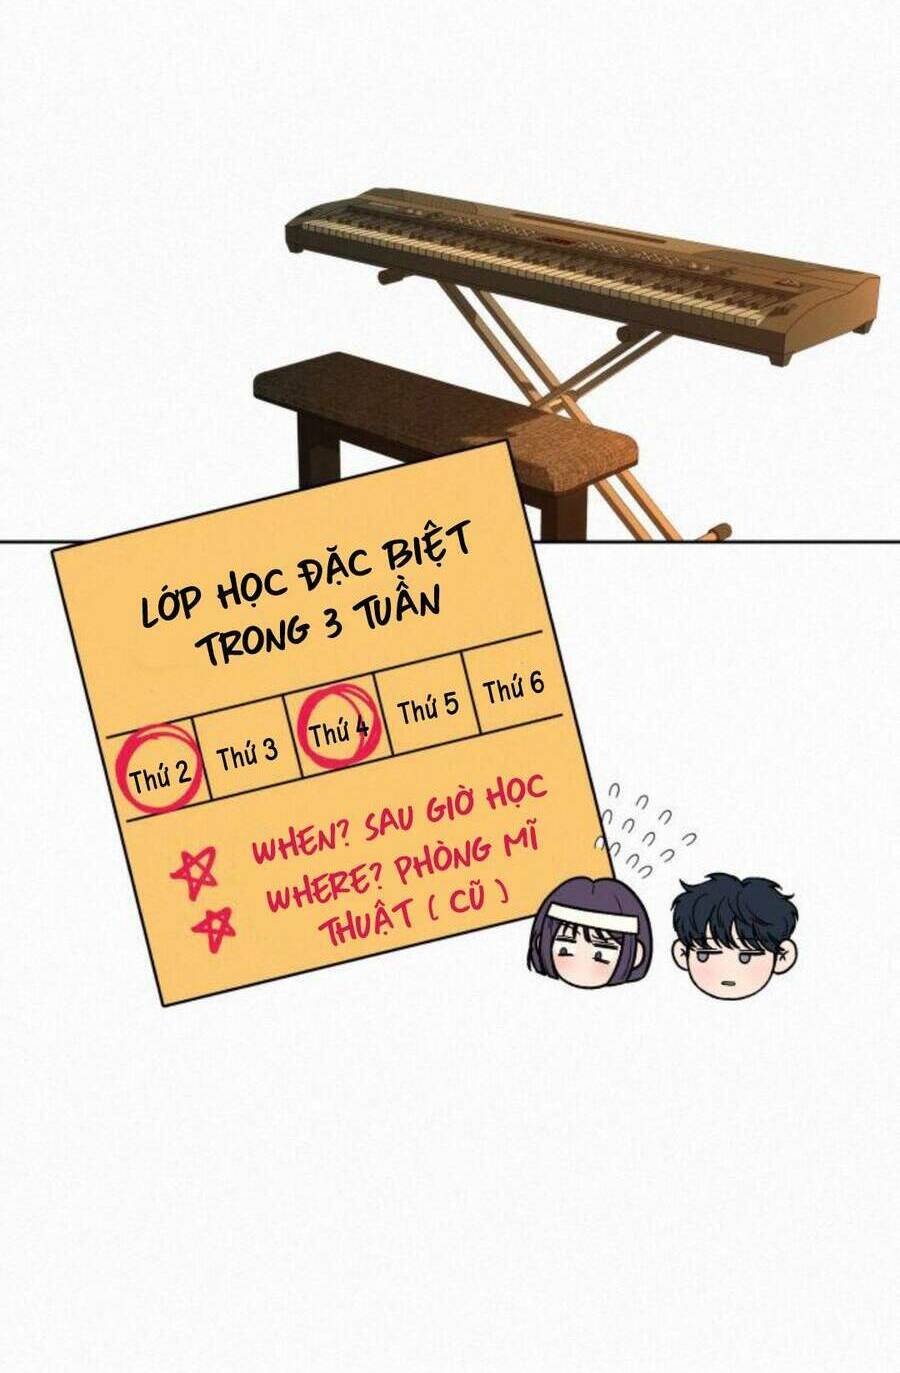 LỚP HỌC ĐẶC BIỆT
TRONG 3 TUẦN
Thứ 2 Thứ 3 Thứ 4 Thứ 5 Thứ 6
WHEN? SAU GIỜ HỌC
WHERE? PHÒNG MĨ
THUẬT ( CŨ )